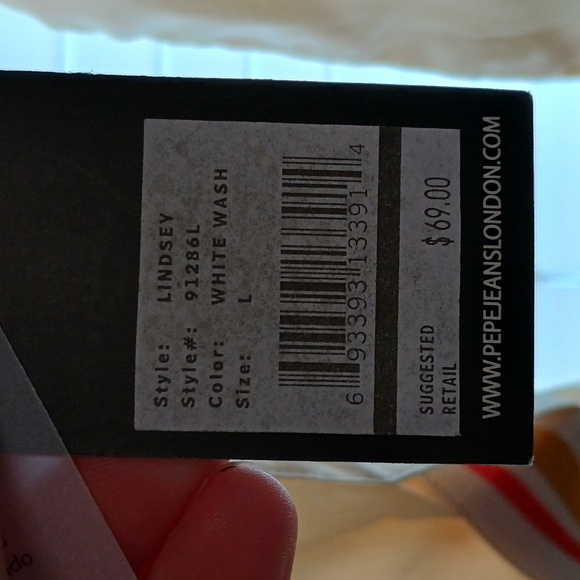 Style: LINDSEY
Style#: 91286L
Color: WHITE WASH
Size: L
6 93393 13391 4
SUGGESTED
RETAIL
$ 69.00
WWW.PEPEJEANSLONDON.COM